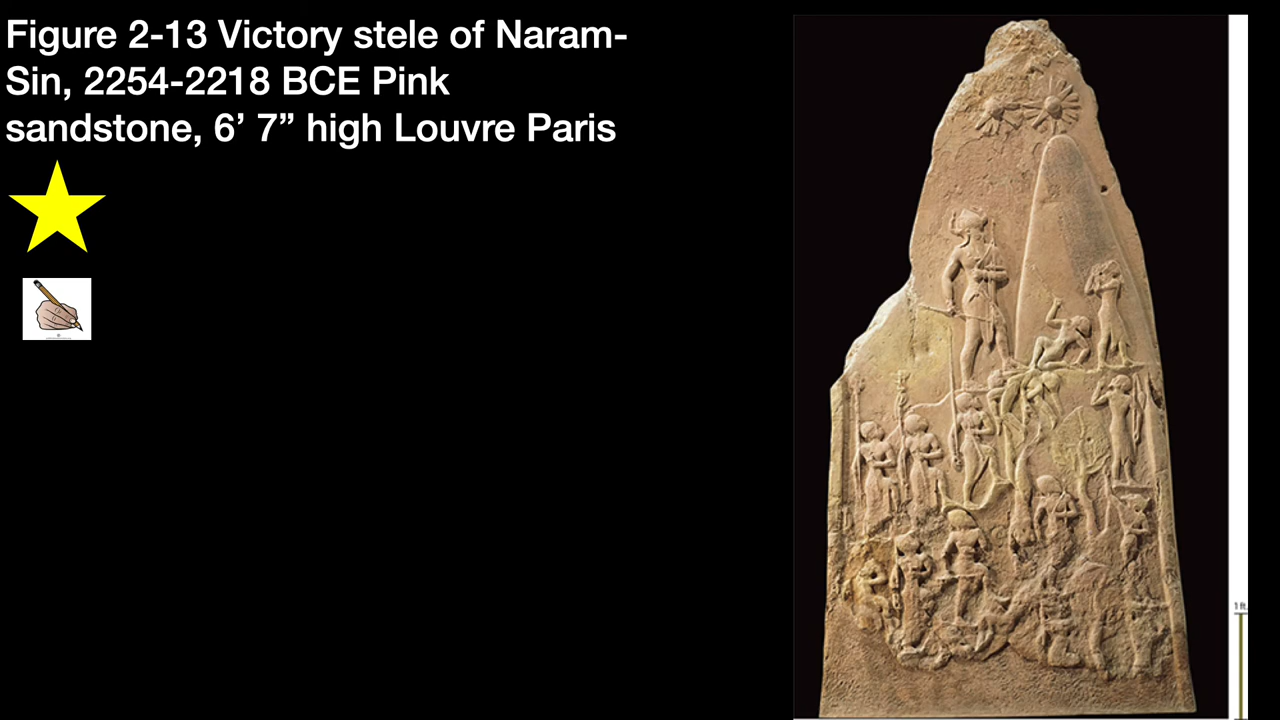 Figure 2-13 Victory stele of Naram-
Sin, 2254-2218 BCE Pink
sandstone, 6’ 7” high Louvre Paris
1 ft.